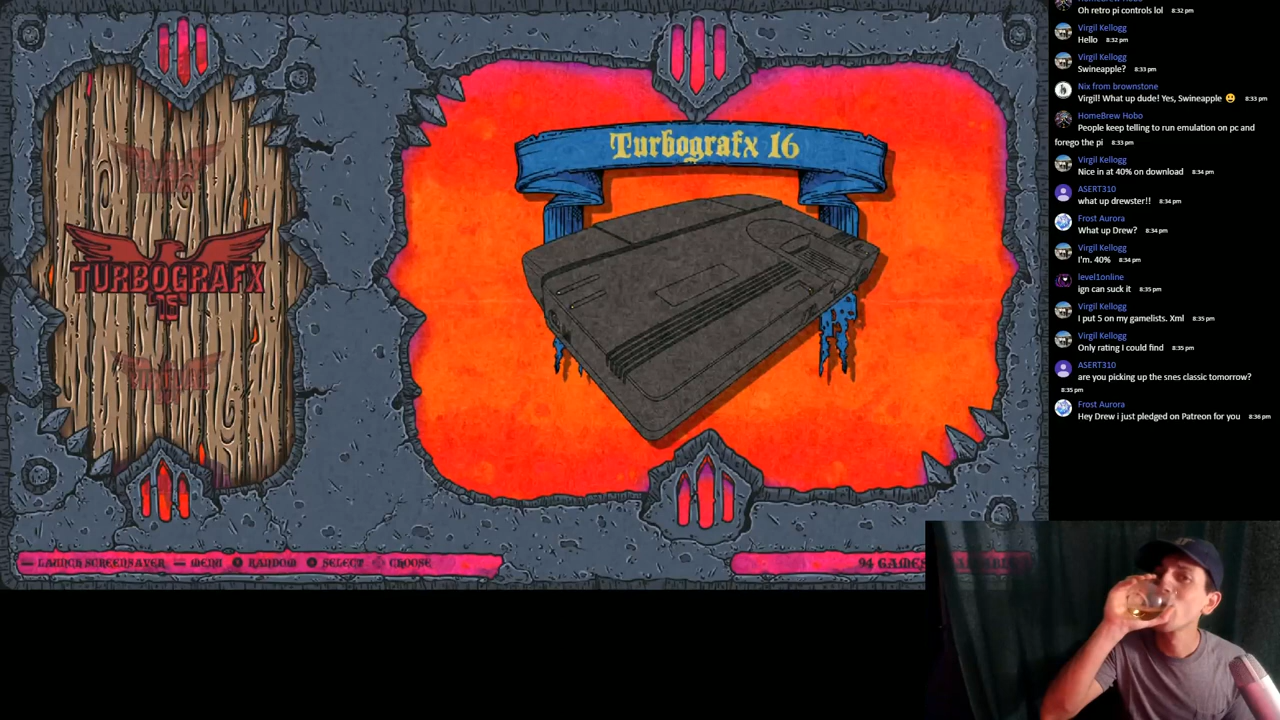 TURBOGRAFX
16
Turbografx 16
LAUNCH SCREENSAVER
MENU
RANDOM
SELECT
CHOOSE
94 GAMES
Oh retro pi controls lol 8:32 pm
Virgil Kellogg
Hello 8:32 pm
Virgil Kellogg
Swineapple? 8:33 pm
Nix from brownstone
Virgil! What up dude! Yes, Swineapple 😃 8:33 pm
HomeBrew Hobo
People keep telling to run emulation on pc and
forego the pi 8:33 pm
Virgil Kellogg
Nice in at 40% on download 8:34 pm
ASERT310
what up drewster!! 8:34 pm
Frost Aurora
What up Drew? 8:34 pm
Virgil Kellogg
I'm. 40% 8:34 pm
level1online
ign can suck it 8:35 pm
Virgil Kellogg
I put 5 on my gamelists. Xml 8:35 pm
Virgil Kellogg
Only rating I could find 8:35 pm
ASERT310
are you picking up the snes classic tomorrow?
8:35 pm
Frost Aurora
Hey Drew i just pledged on Patreon for you 8:36 pm